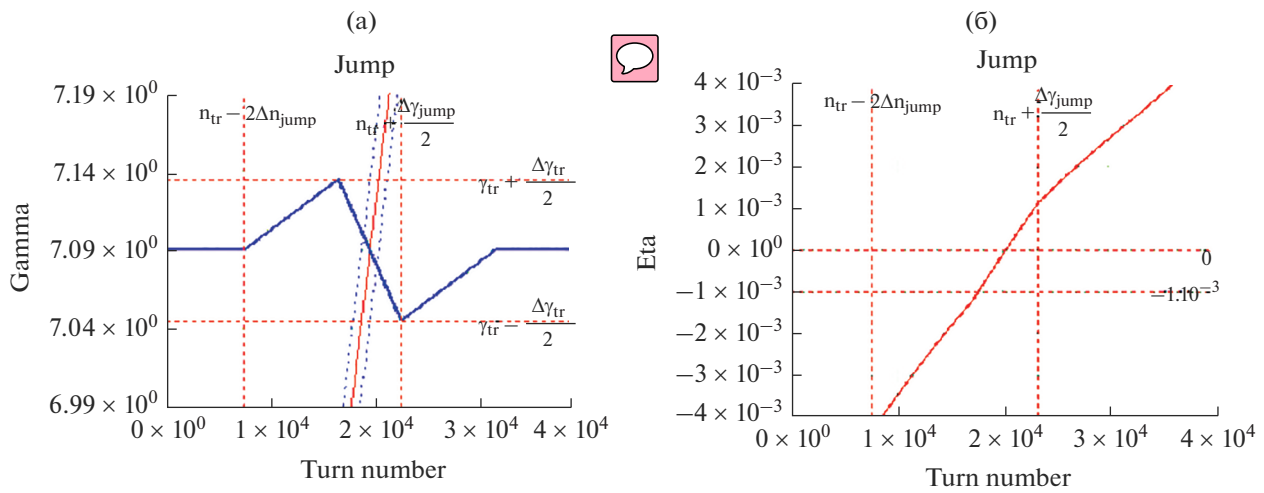 (а)
Jump
Gamma
7.19 × 10⁰
7.14 × 10⁰
7.09 × 10⁰
7.04 × 10⁰
6.99 × 10⁰
n_tr − 2Δn_jump
n_tr + Δγ_jump/2
γ_tr + Δγ_tr/2
γ_tr − Δγ_tr/2
0 × 10⁰ 1 × 10⁴ 2 × 10⁴ 3 × 10⁴ 4 × 10⁴
Turn number
(б)
Jump
Eta
4 × 10⁻³
3 × 10⁻³
2 × 10⁻³
1 × 10⁻³
0 × 10⁰
−1 × 10⁻³
−2 × 10⁻³
−3 × 10⁻³
−4 × 10⁻³
n_tr − 2Δn_jump
n_tr + Δγ_jump/2
0
−1.10⁻³
0 × 10⁰ 1 × 10⁴ 2 × 10⁴ 3 × 10⁴ 4 × 10⁴
Turn number